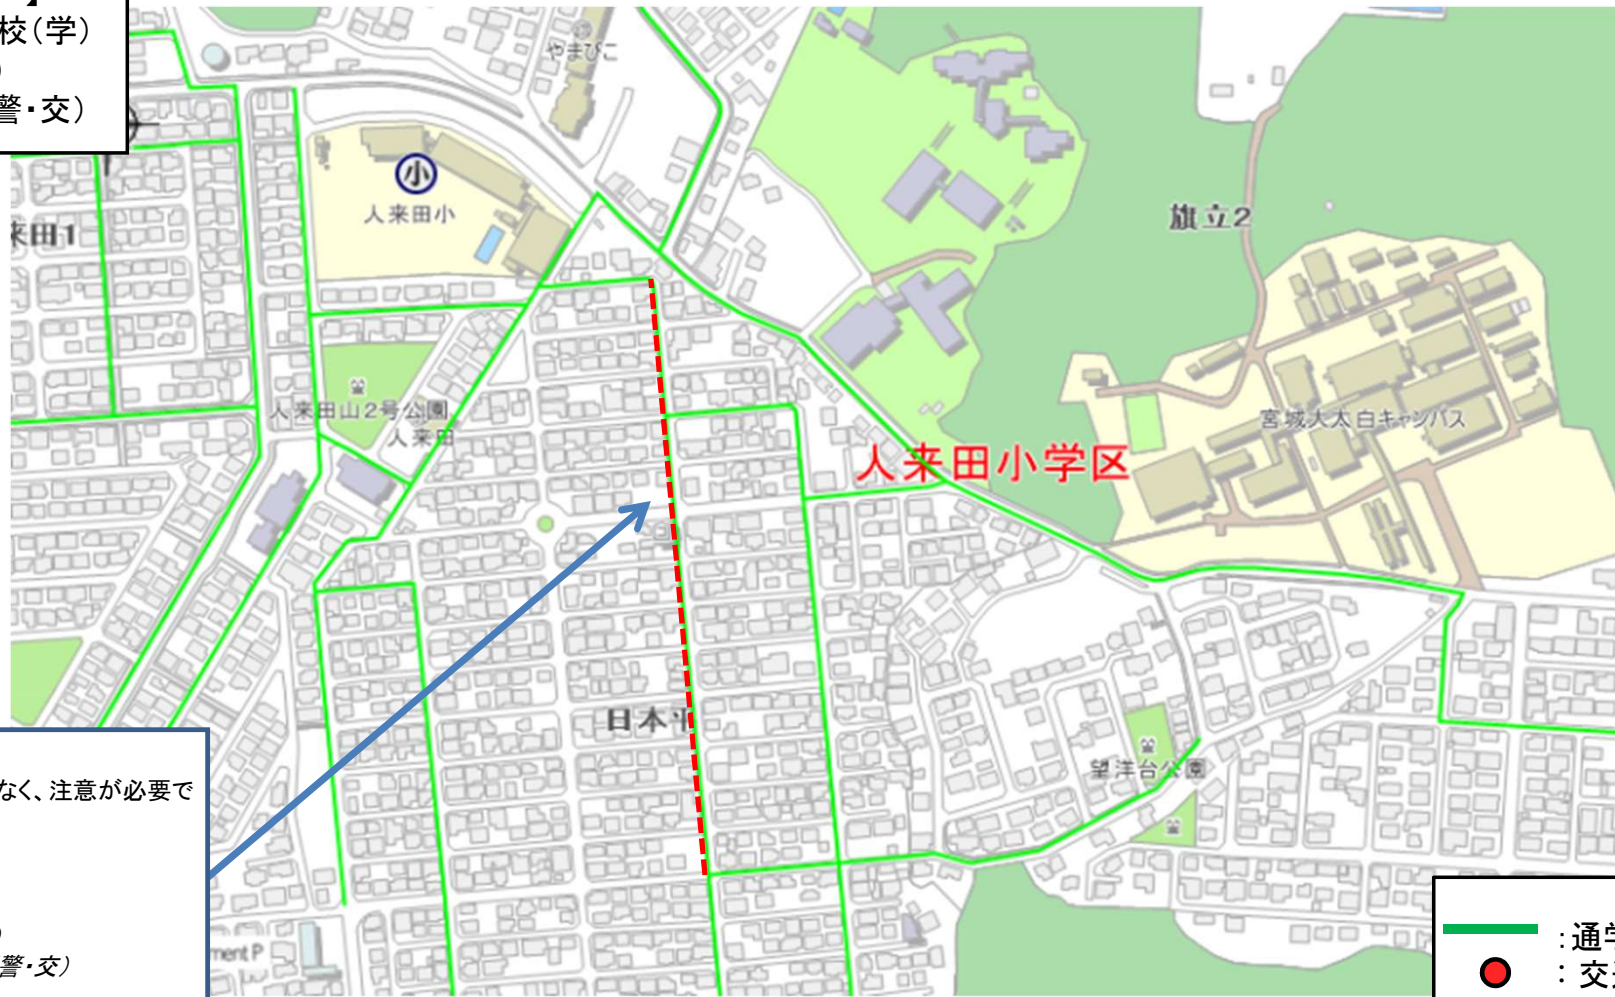 】
校(学)
)
警・交)
やまびこ
小
人来田小
来田1
旗立2
人来田山2号公園
人来田
宮城大太白キャンパス
人来田小学区
日本平
望洋台公園
なく、注意が必要で
)
警・交)
ment P
:通学
: 交